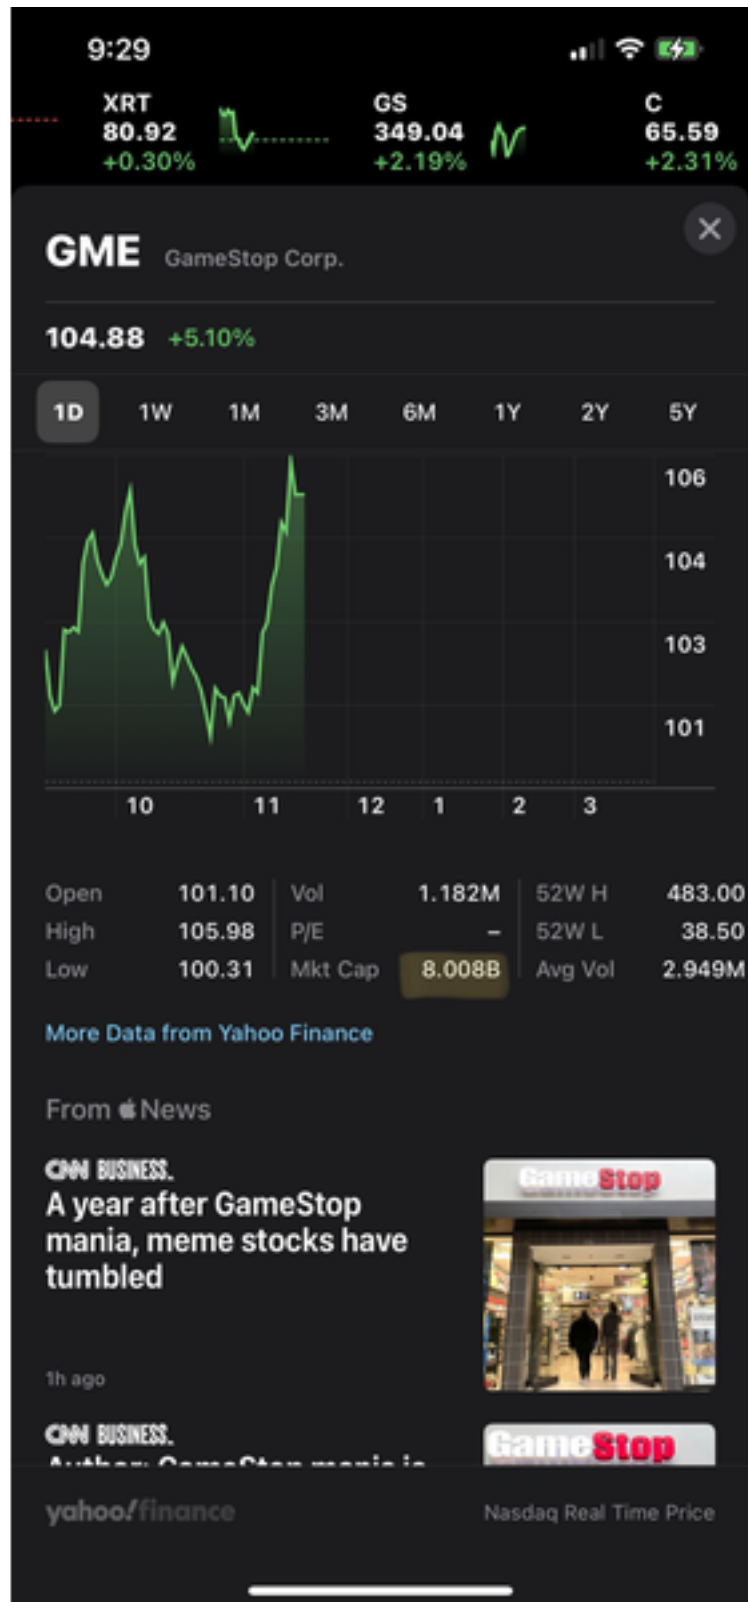 9:29
XRT GS C
80.92 349.04 65.59
+0.30% +2.19% +2.31%
GME GameStop Corp.
104.88 +5.10%
1D 1W 1M 3M 6M 1Y 2Y 5Y
106
104
103
101
10 11 12 1 2 3
Open 101.10 Vol 1.182M 52W H 483.00
High 105.98 P/E – 52W L 38.50
Low 100.31 Mkt Cap 8.008B Avg Vol 2.949M
More Data from Yahoo Finance
From News
CNN BUSINESS.
A year after GameStop
mania, meme stocks have
tumbled
GameStop
1h ago
CNN BUSINESS.
GameStop
yahoo!finance Nasdaq Real Time Price